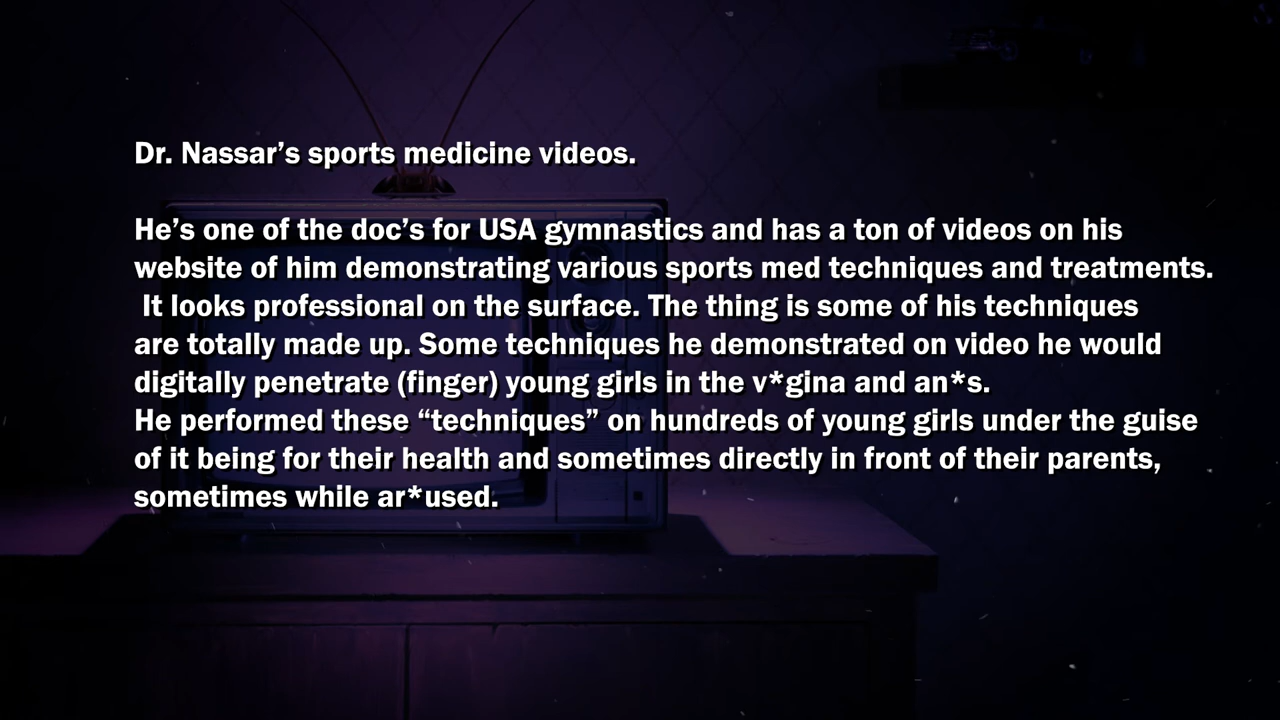 Dr. Nassar’s sports medicine videos.
He’s one of the doc’s for USA gymnastics and has a ton of videos on his
website of him demonstrating various sports med techniques and treatments.
It looks professional on the surface. The thing is some of his techniques
are totally made up. Some techniques he demonstrated on video he would
digitally penetrate (finger) young girls in the v*gina and an*s.
He performed these “techniques” on hundreds of young girls under the guise
of it being for their health and sometimes directly in front of their parents,
sometimes while ar*used.